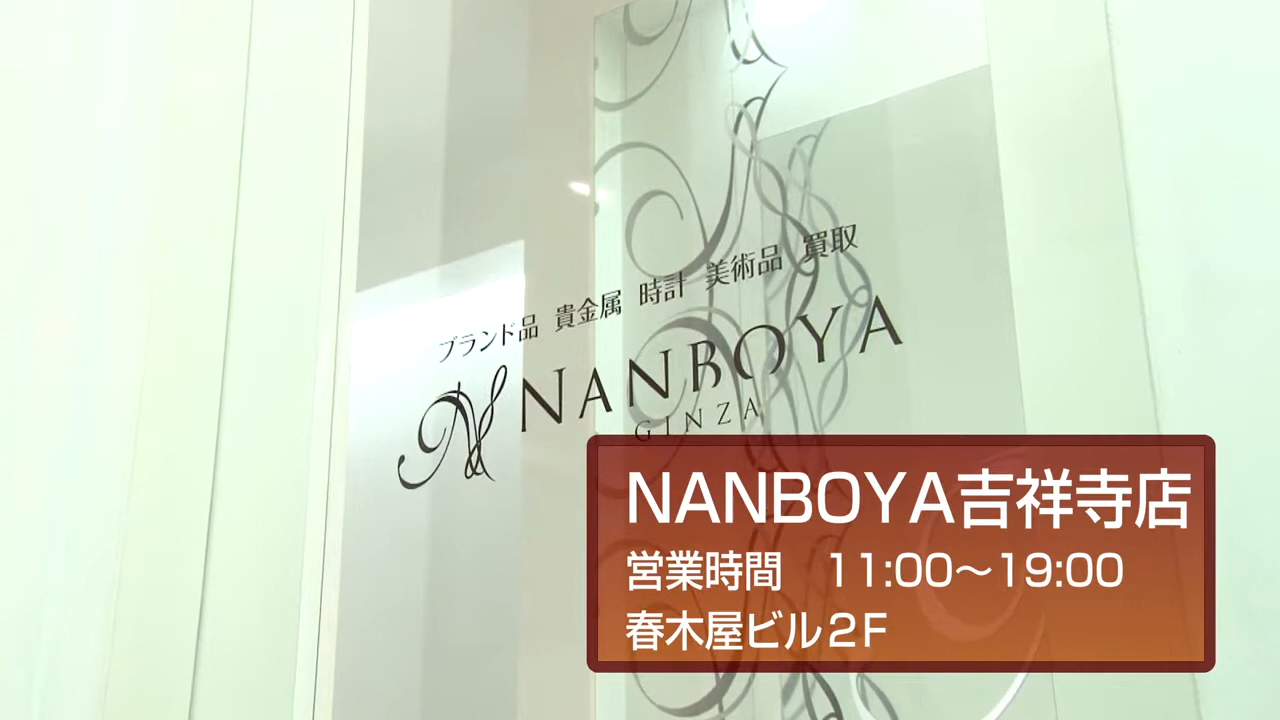 ブランド品 貴金属 時計 美術品 買取
NANBOYA
GINZA
NANBOYA吉祥寺店
営業時間 11:00～19:00
春木屋ビル2F